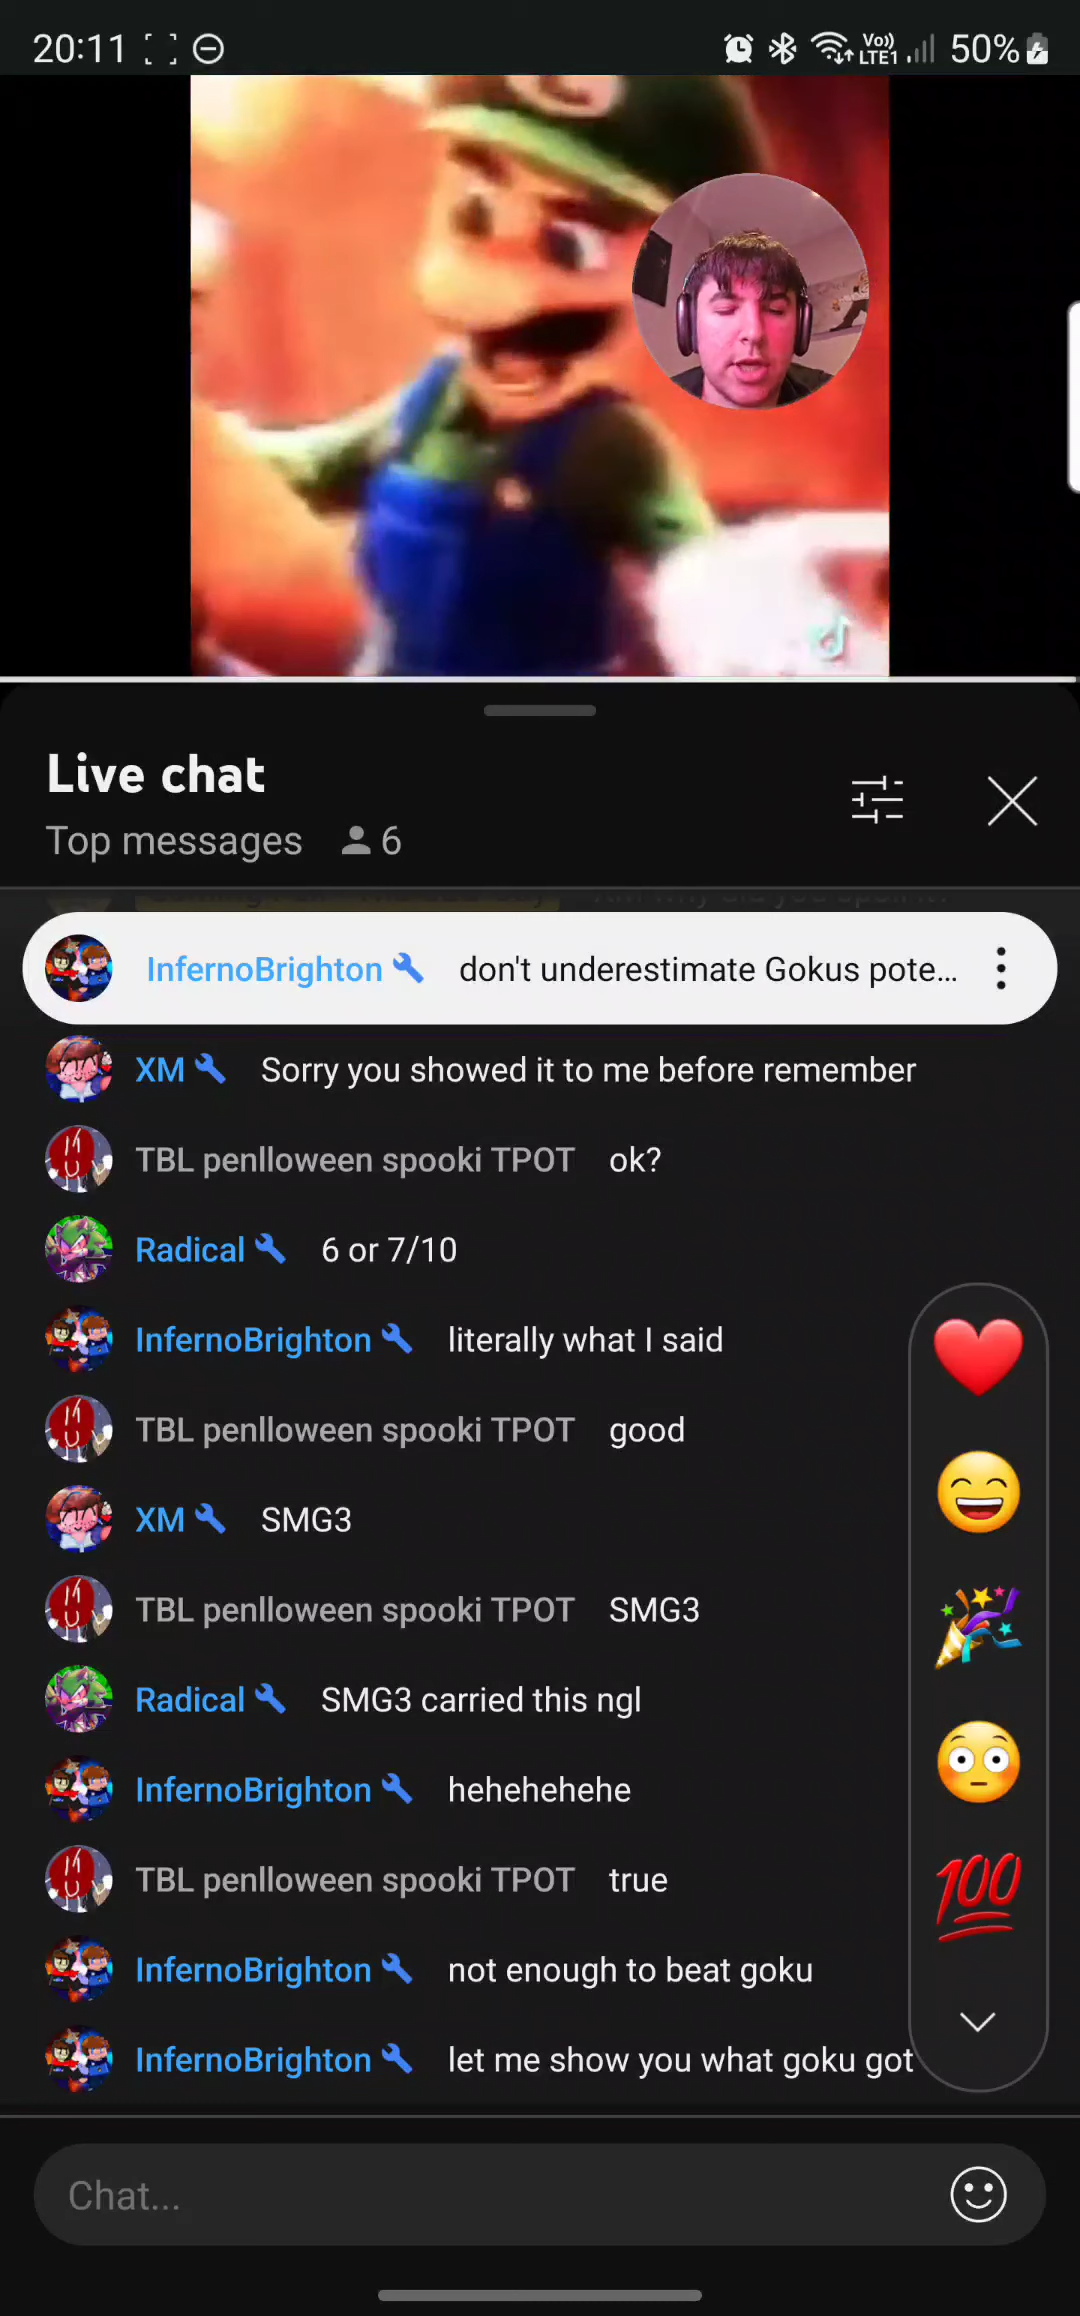 20:11
Vo)) LTE1 50%
Live chat
Top messages 6
InfernoBrighton don't underestimate Gokus pote...
XM Sorry you showed it to me before remember
TBL penlloween spooki TPOT ok?
Radical 6 or 7/10
InfernoBrighton literally what I said
TBL penlloween spooki TPOT good
XM SMG3
TBL penlloween spooki TPOT SMG3
Radical SMG3 carried this ngl
InfernoBrighton hehehehehe
TBL penlloween spooki TPOT true
InfernoBrighton not enough to beat goku
InfernoBrighton let me show you what goku got
100
Chat...